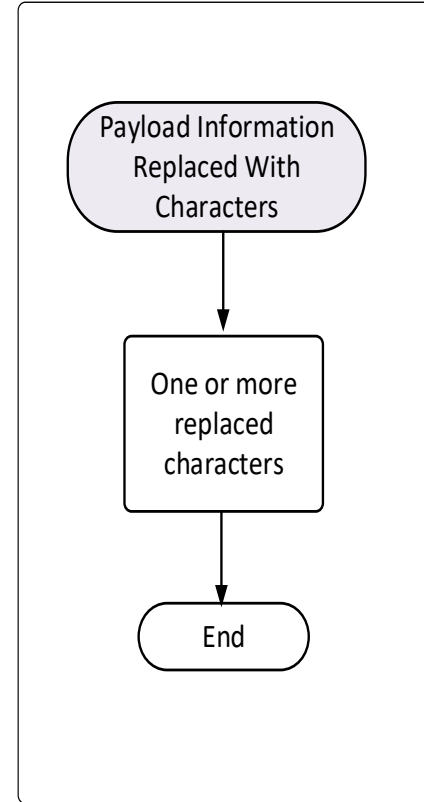 Payload Information
Replaced With
Characters
One or more
replaced
characters
End